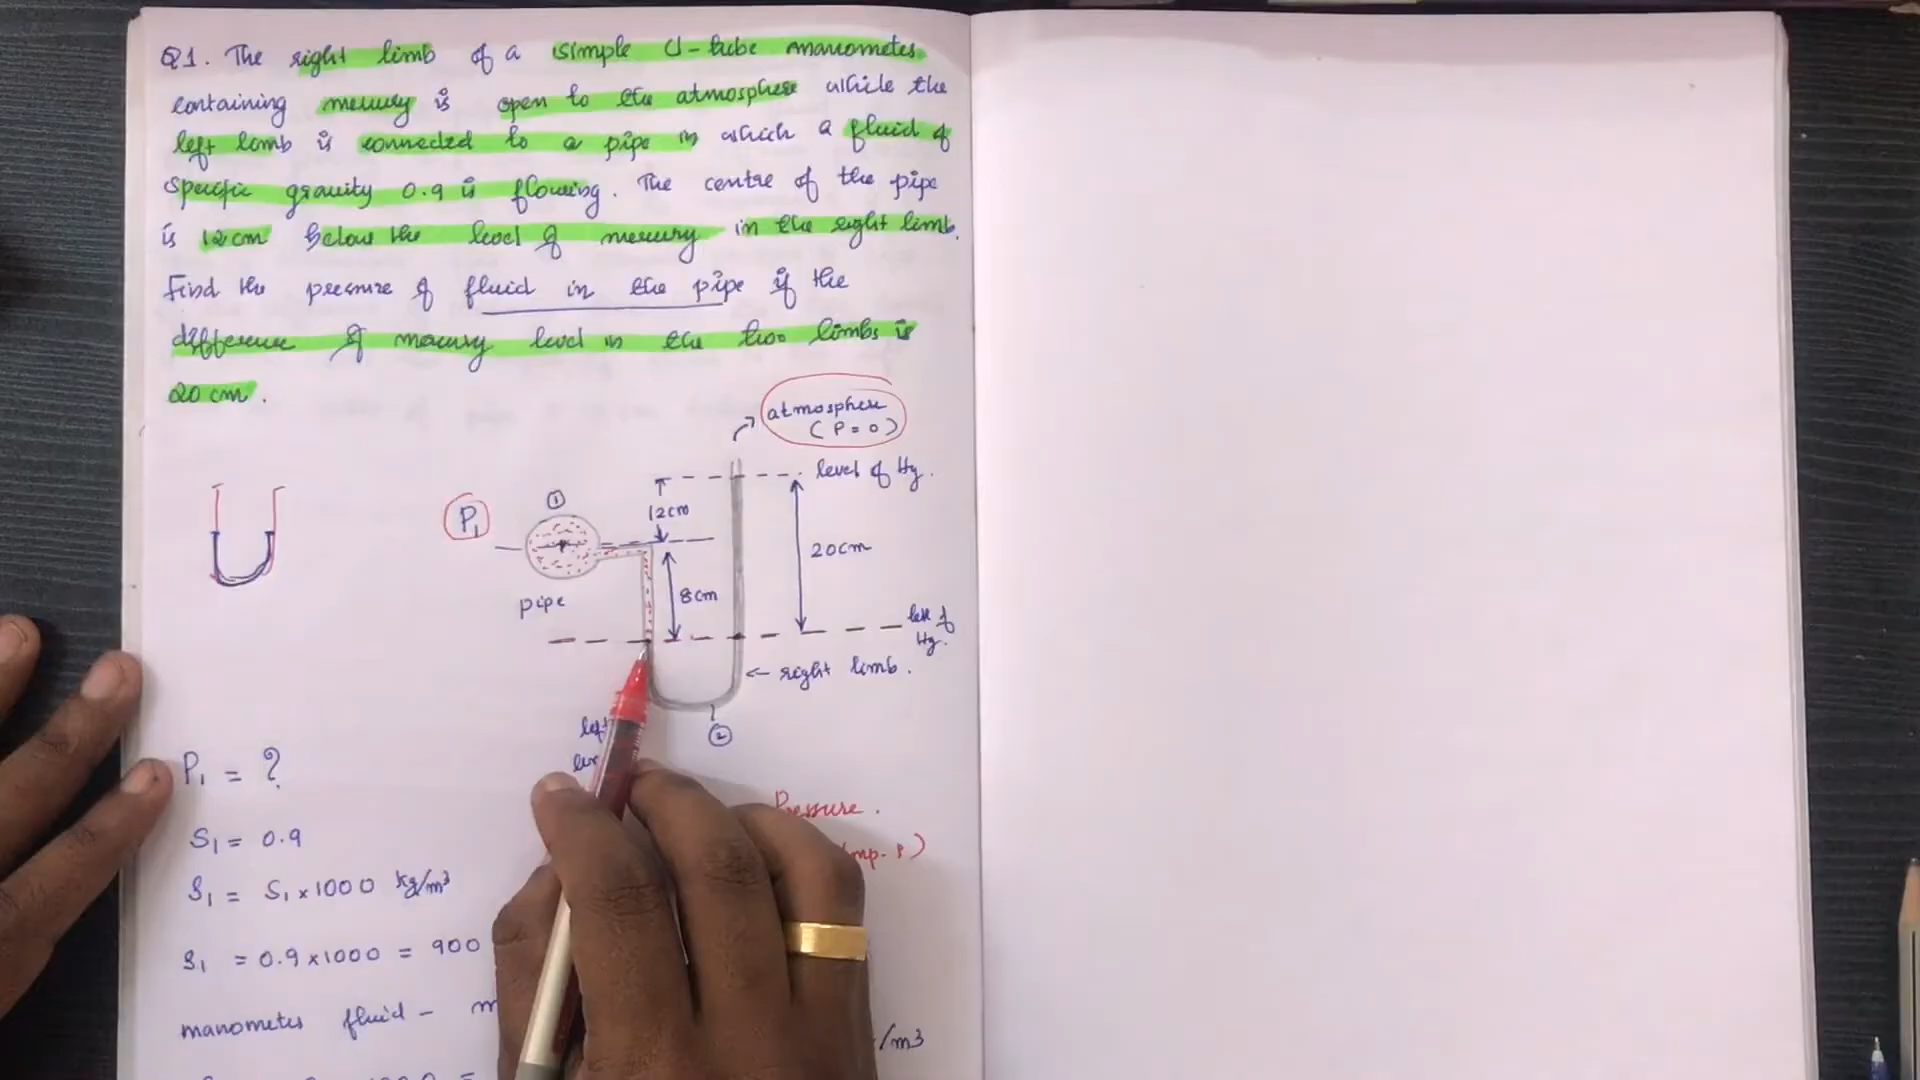 Q1. The right limb of a simple U-tube manometer
containing mercury is open to the atmosphere while the
left limb is connected to a pipe in which a fluid of
Specific gravity 0.9 is flowing. The centre of the pipe
is 12cm below the level of mercury in the right limb.
Find the pressure of fluid in the pipe if the
difference of mercury level in the two limbs is
20 cm.
atmosphere
(P=0)
level of Hg.
①
P₁
12cm
20cm
8cm
pipe
Hg.
← right limb.
②
P₁ = ?
Pressure.
S₁ = 0.9
S₁ = S₁ × 1000 kg/m³
S₁ = 0.9 × 1000 = 900
manometer fluid -
/m3